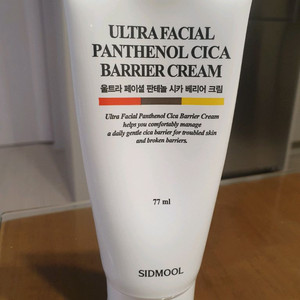 ULTRA FACIAL
PANTHENOL CICA
BARRIER CREAM
울트라 페이셜 판테놀 시카 베리어 크림
Ultra Facial Panthenol Cica Barrier Cream
helps you comfortably manage
a daily gentle cica barrier for troubled skin
and broken barriers.
77 ml
SIDMOOL